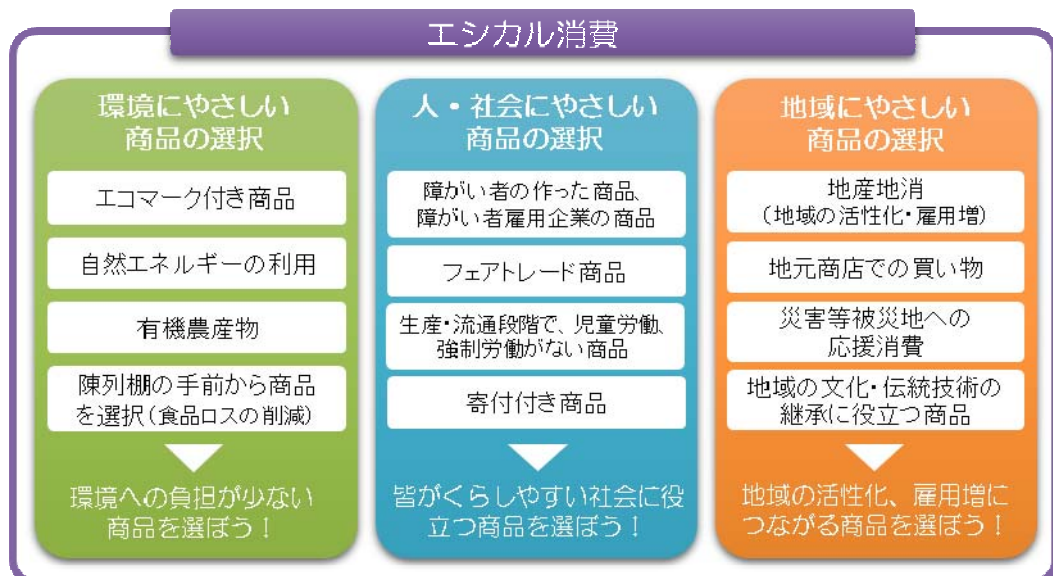 エシカル消費
環境にやさしい
商品の選択
エコマーク付き商品
自然エネルギーの利用
有機農産物
陳列棚の手前から商品
を選択(食品ロスの削減)
環境への負担が少ない
商品を選ぼう!
人・社会にやさしい
商品の選択
障がい者の作った商品、
障がい者雇用企業の商品
フェアトレード商品
生産・流通段階で、児童労働、
強制労働がない商品
寄付付き商品
皆がくらしやすい社会に役
立つ商品を選ぼう!
地域にやさしい
商品の選択
地産地消
(地域の活性化・雇用増)
地元商店での買い物
災害等被災地への
応援消費
地域の文化・伝統技術の
継承に役立つ商品
地域の活性化、雇用増に
つながる商品を選ぼう!